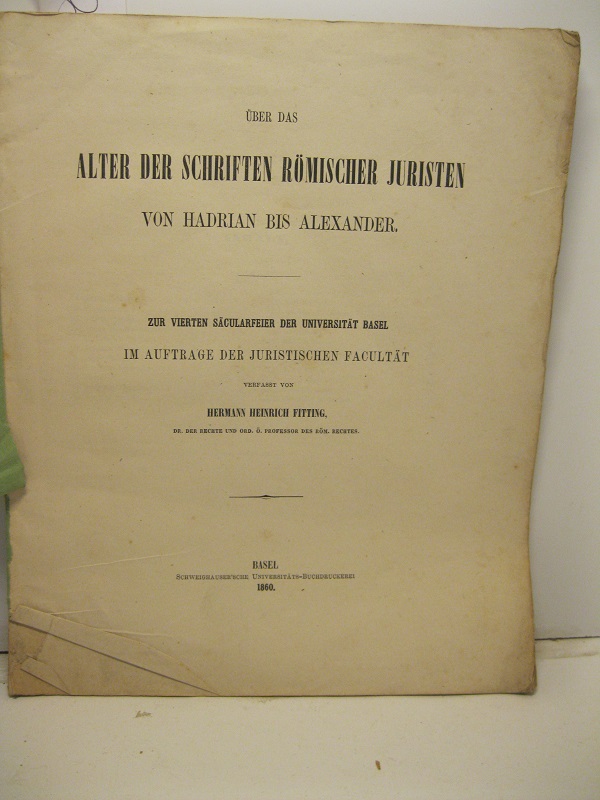 ÜBER DAS
ALTER DER SCHRIFTEN RÖMISCHER JURISTEN
VON HADRIAN BIS ALEXANDER.
ZUR VIERTEN SÄCULARFEIER DER UNIVERSITÄT BASEL
IM AUFTRAGE DER JURISTISCHEN FACULTÄT
VERFASST VON
HERMANN HEINRICH FITTING,
DR. DER RECHTE UND ORD. Ö. PROFESSOR DES RÖM. RECHTES.
BASEL
SCHWEIGHAUSER'SCHE UNIVERSITÄTS-BUCHDRUCKEREI
1860.